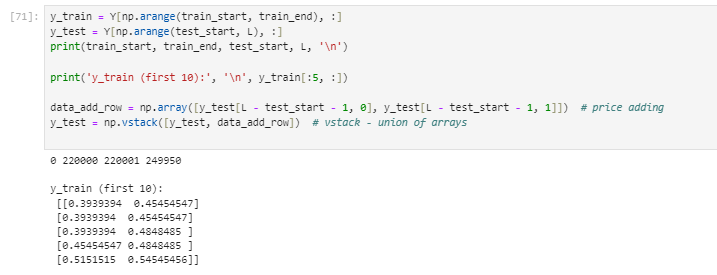 [71]: y_train = Y[np.arange(train_start, train_end), :]
y_test = Y[np.arange(test_start, L), :]
print(train_start, train_end, test_start, L, '\n')
print('y_train (first 10):', '\n', y_train[:5, :])
data_add_row = np.array([y_test[L - test_start - 1, 0], y_test[L - test_start - 1, 1]])  # price adding
y_test = np.vstack([y_test, data_add_row])  # vstack - union of arrays
0 220000 220001 249950
y_train (first 10):
[[0.3939394  0.45454547]
[0.3939394  0.45454547]
[0.3939394  0.4848485 ]
[0.45454547 0.4848485 ]
[0.5151515  0.54545456]]